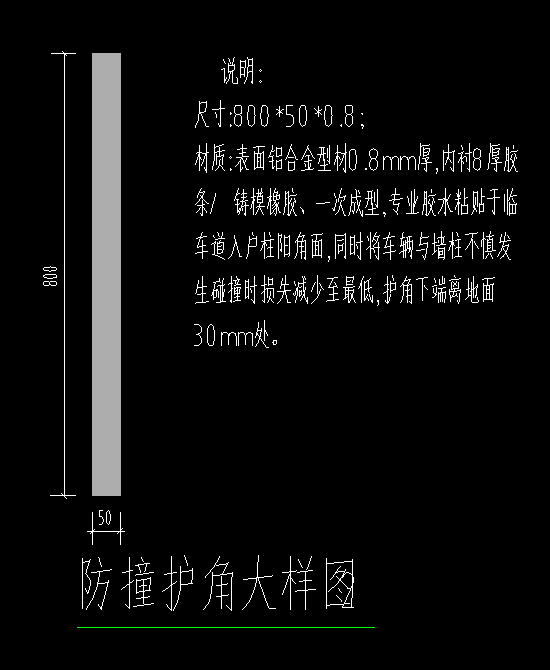 说明:
尺寸:800*50*0.8;
材质:表面铝合金型材0.8mm厚,内衬8厚胶
条/ 铸模橡胶、一次成型,专业胶水粘贴于临
车道入户柱阳角面,同时将车辆与墙柱不慎发
生碰撞时损失减少至最低,护角下端离地面
30mm处。
800
50
防撞护角大样图